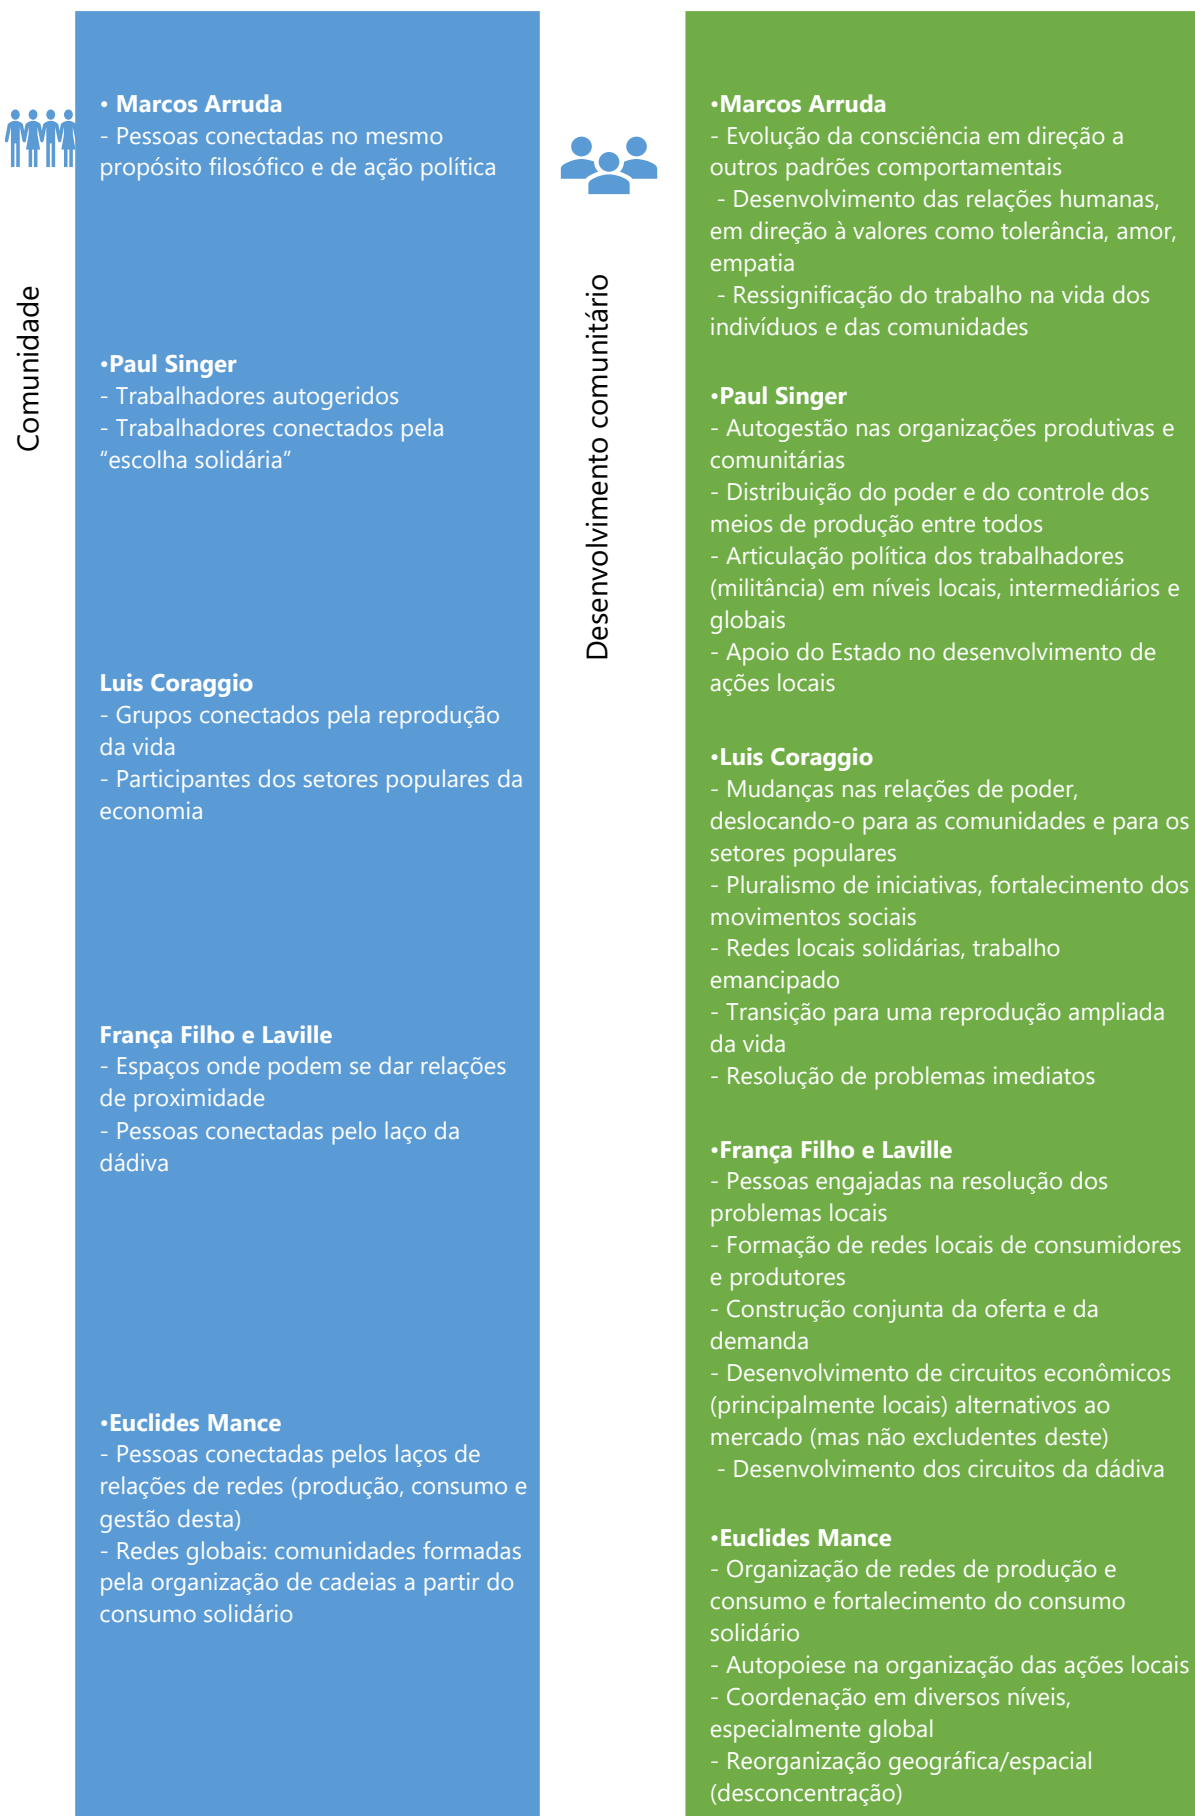 Comunidade
• Marcos Arruda
- Pessoas conectadas no mesmo
propósito filosófico e de ação política
•Paul Singer
- Trabalhadores autogeridos
- Trabalhadores conectados pela
“escolha solidária”
Luis Coraggio
- Grupos conectados pela reprodução
da vida
- Participantes dos setores populares da
economia
França Filho e Laville
- Espaços onde podem se dar relações
de proximidade
- Pessoas conectadas pelo laço da
dádiva
•Euclides Mance
- Pessoas conectadas pelos laços de
relações de redes (produção, consumo e
gestão desta)
- Redes globais: comunidades formadas
pela organização de cadeias a partir do
consumo solidário
Desenvolvimento comunitário
•Marcos Arruda
- Evolução da consciência em direção a
outros padrões comportamentais
- Desenvolvimento das relações humanas,
em direção à valores como tolerância, amor,
empatia
- Ressignificação do trabalho na vida dos
indivíduos e das comunidades
•Paul Singer
- Autogestão nas organizações produtivas e
comunitárias
- Distribuição do poder e do controle dos
meios de produção entre todos
- Articulação política dos trabalhadores
(militância) em níveis locais, intermediários e
globais
- Apoio do Estado no desenvolvimento de
ações locais
•Luis Coraggio
- Mudanças nas relações de poder,
deslocando-o para as comunidades e para os
setores populares
- Pluralismo de iniciativas, fortalecimento dos
movimentos sociais
- Redes locais solidárias, trabalho
emancipado
- Transição para uma reprodução ampliada
da vida
- Resolução de problemas imediatos
•França Filho e Laville
- Pessoas engajadas na resolução dos
problemas locais
- Formação de redes locais de consumidores
e produtores
- Construção conjunta da oferta e da
demanda
- Desenvolvimento de circuitos econômicos
(principalmente locais) alternativos ao
mercado (mas não excludentes deste)
- Desenvolvimento dos circuitos da dádiva
•Euclides Mance
- Organização de redes de produção e
consumo e fortalecimento do consumo
solidário
- Autopoiese na organização das ações locais
- Coordenação em diversos níveis,
especialmente global
- Reorganização geográfica/espacial
(desconcentração)